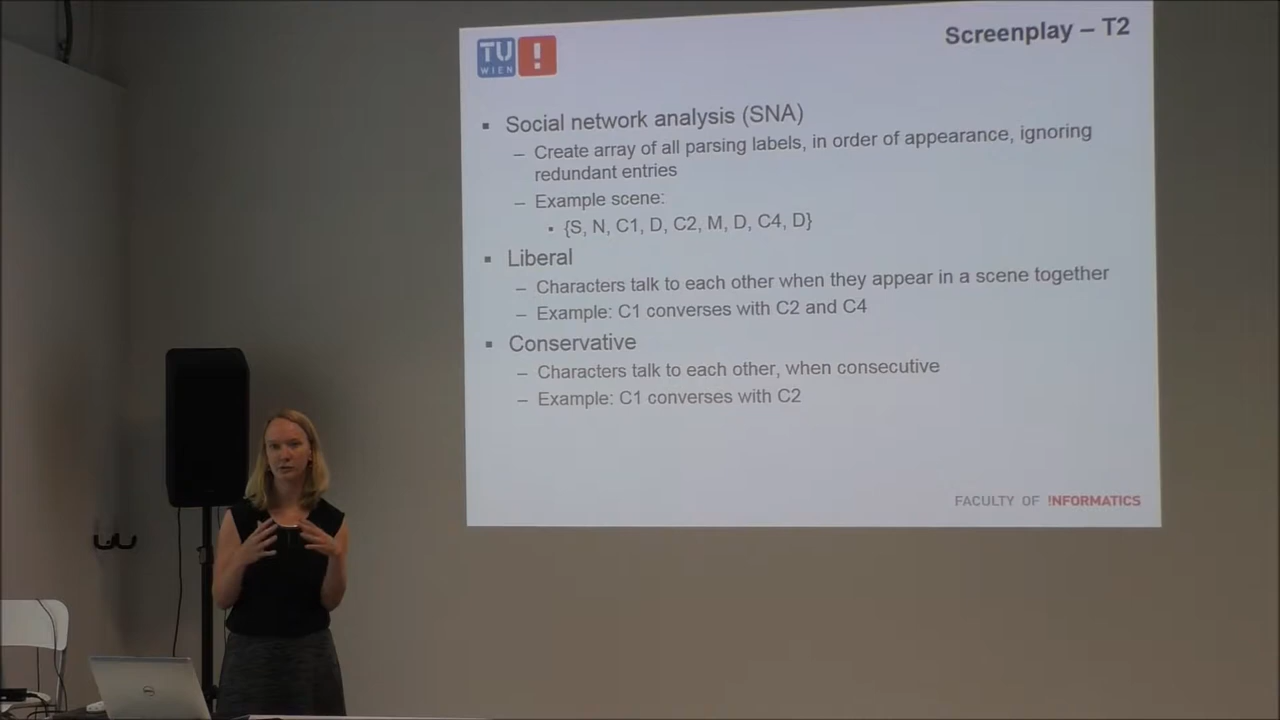 Screenplay – T2
TU
WIEN
!
▪ Social network analysis (SNA)
– Create array of all parsing labels, in order of appearance, ignoring
redundant entries
– Example scene:
▪ {S, N, C1, D, C2, M, D, C4, D}
▪ Liberal
– Characters talk to each other when they appear in a scene together
– Example: C1 converses with C2 and C4
▪ Conservative
– Characters talk to each other, when consecutive
– Example: C1 converses with C2
FACULTY OF !NFORMATICS